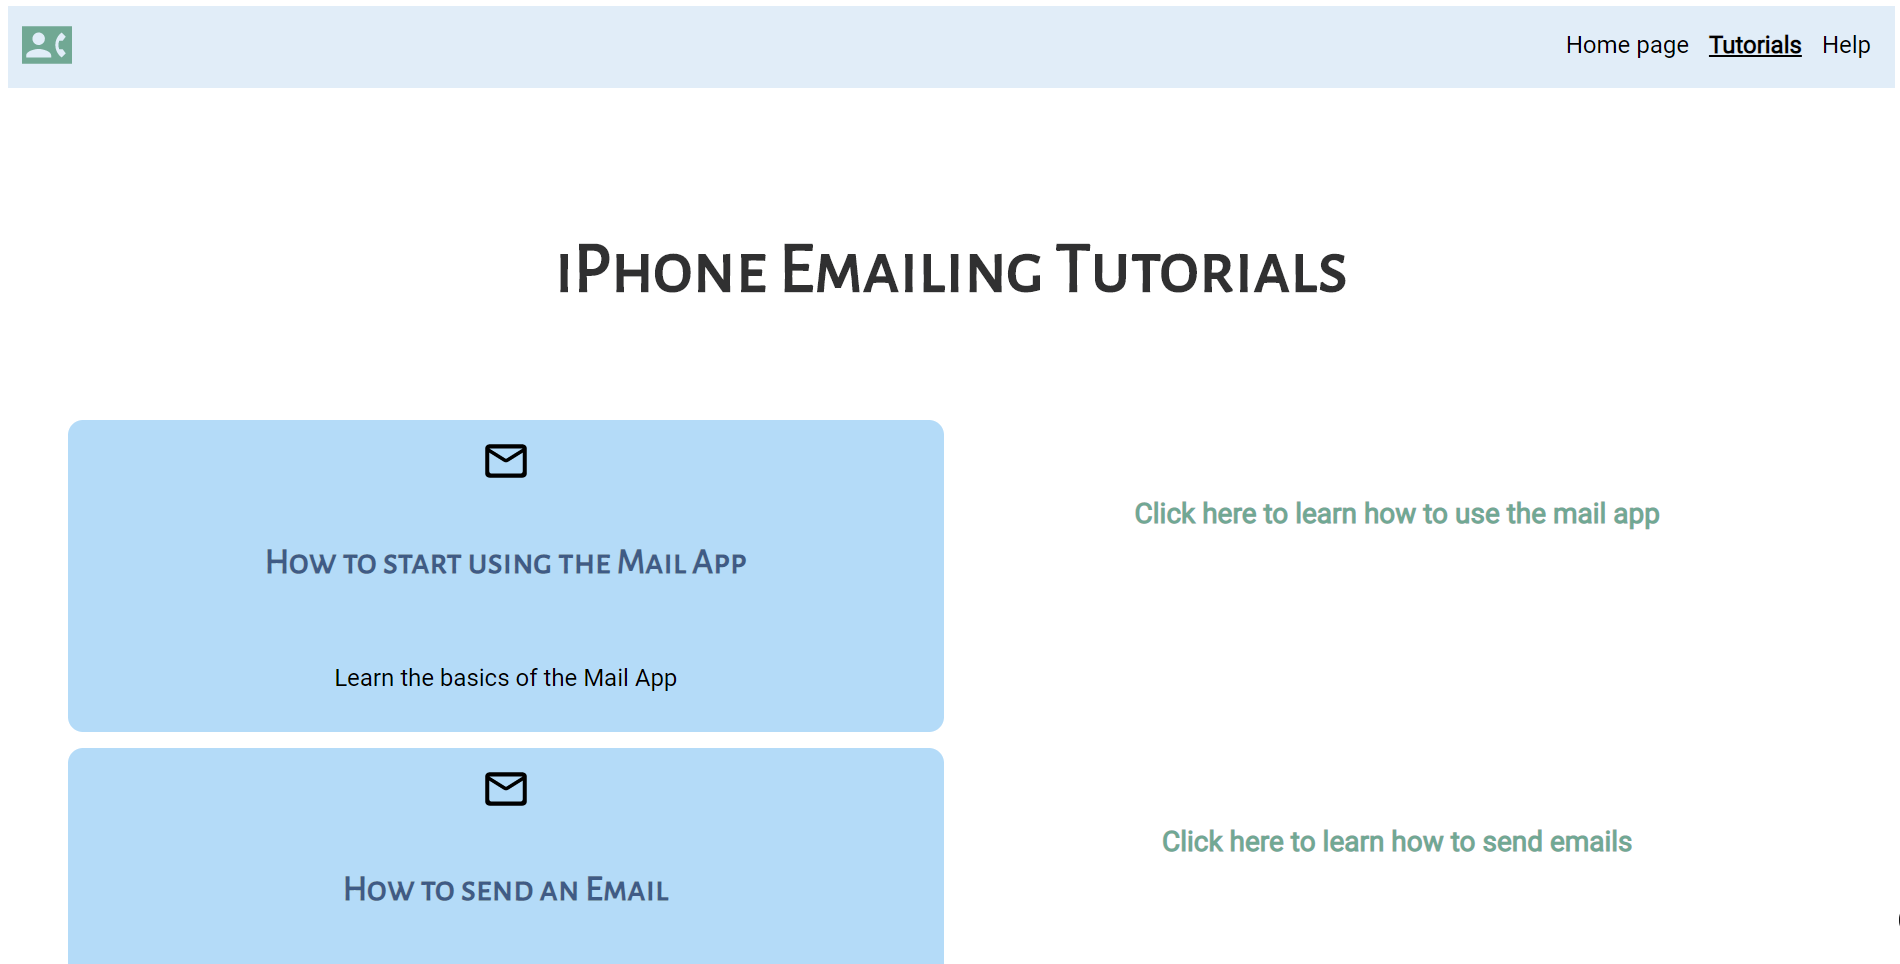 Home page Tutorials Help
iPhone Emailing Tutorials
How to start using the Mail App
Learn the basics of the Mail App
Click here to learn how to use the mail app
How to send an Email
Click here to learn how to send emails